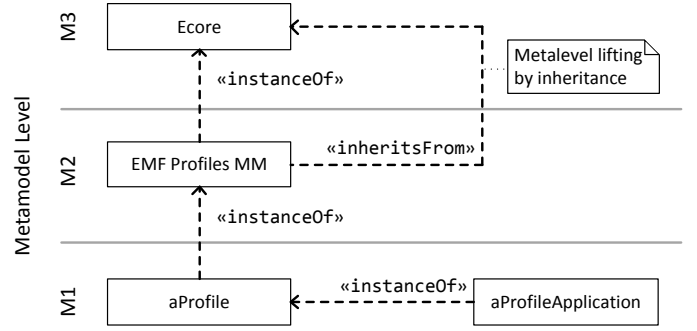 Metamodel Level
M3
Ecore
Metalevel lifting
by inheritance
«instanceOf»
M2
EMF Profiles MM
«inheritsFrom»
«instanceOf»
M1
aProfile
«instanceOf»
aProfileApplication